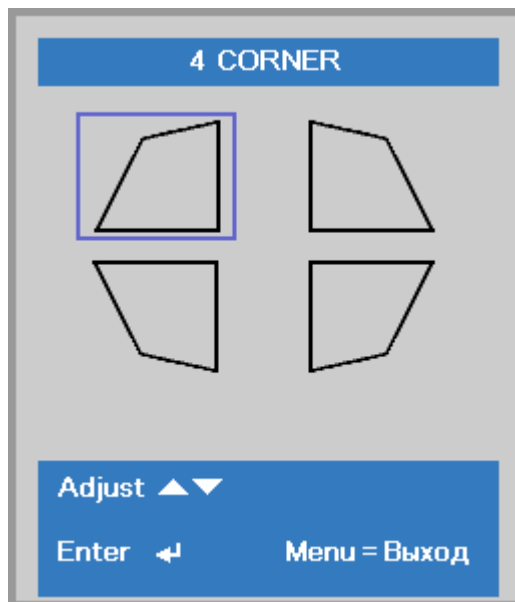 4 CORNER
Adjust ▲▼
Enter ↵
Menu = Выход